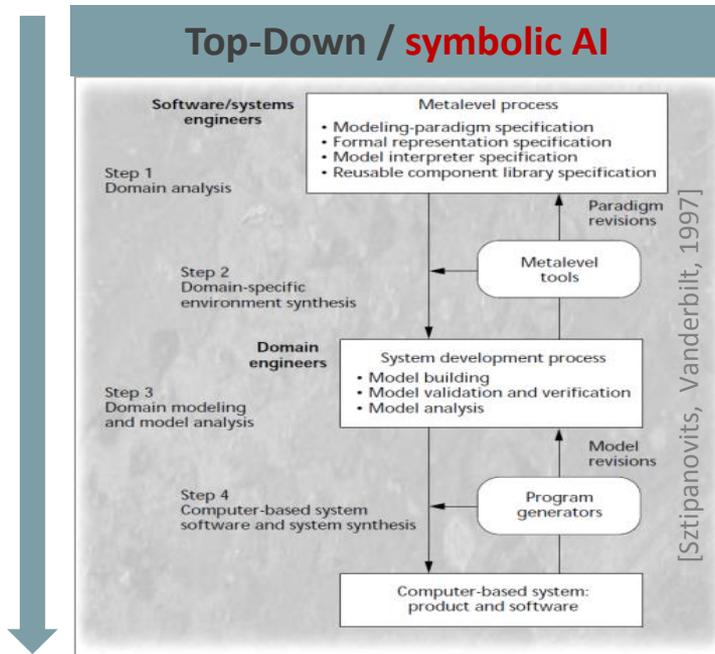 Top-Down / symbolic AI
Software/systems
engineers
Metalevel process
• Modeling-paradigm specification
• Formal representation specification
• Model interpreter specification
• Reusable component library specification
Step 1
Domain analysis
Paradigm
revisions
Step 2
Domain-specific
environment synthesis
Metalevel
tools
Domain
engineers
System development process
• Model building
• Model validation and verification
• Model analysis
Step 3
Domain modeling
and model analysis
Model
revisions
Step 4
Computer-based system
software and system synthesis
Program
generators
Computer-based system:
product and software
[Sztipanovits, Vanderbilt, 1997]